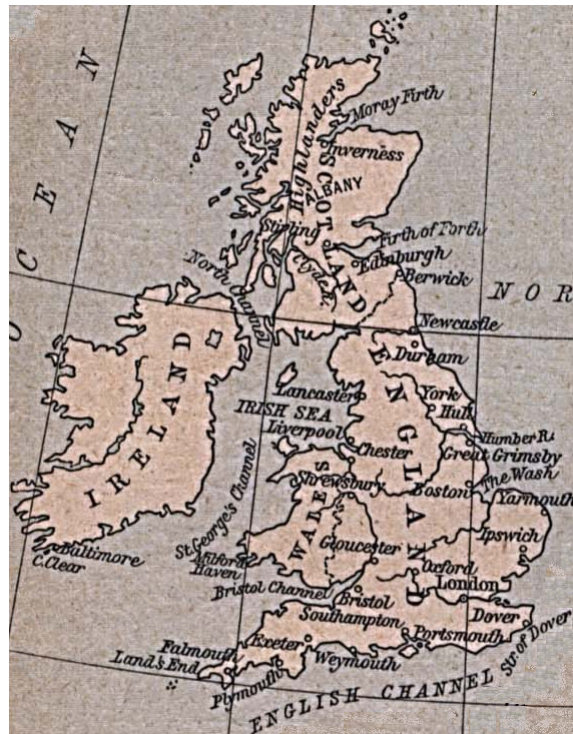 OCEAN
NOR
Highlanders
Moray Firth
Inverness
SCOTLAND
ALBANY
Stirling
Firth of Forth
Edinburgh
Clyde R.
Berwick
North Channel
Newcastle
Durham
ENGLAND
IRELAND
Lancaster
York
IRISH SEA
Hull
Liverpool
Humber R.
Chester
Great Grimsby
The Wash
Shrewsbury
Boston
Yarmouth
WALES
St. George's Channel
Ipswich
Gloucester
Baltimore
C. Clear
Milford
Haven
Oxford
London
Bristol Channel
Bristol
Southampton
Dover
Portsmouth
Exeter
Str. of Dover
Falmouth
Weymouth
Land's End
Plymouth
ENGLISH CHANNEL